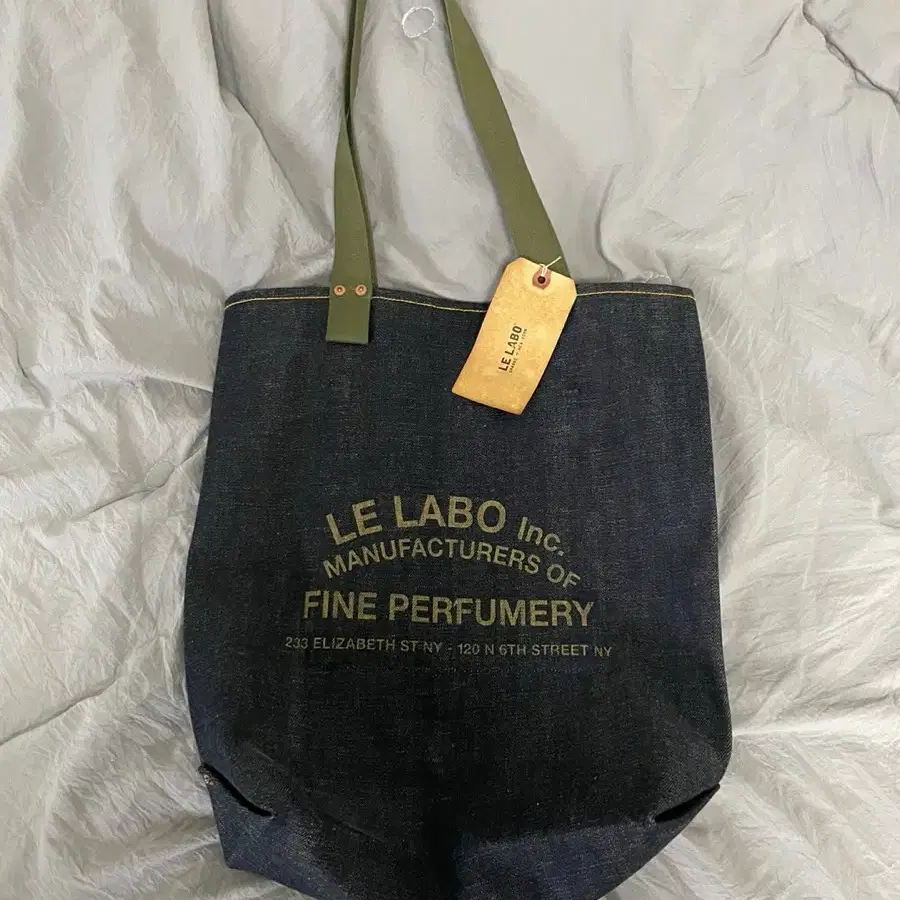 LE LABO
LE LABO Inc.
MANUFACTURERS OF
FINE PERFUMERY
233 ELIZABETH ST NY - 120 N 6TH STREET NY